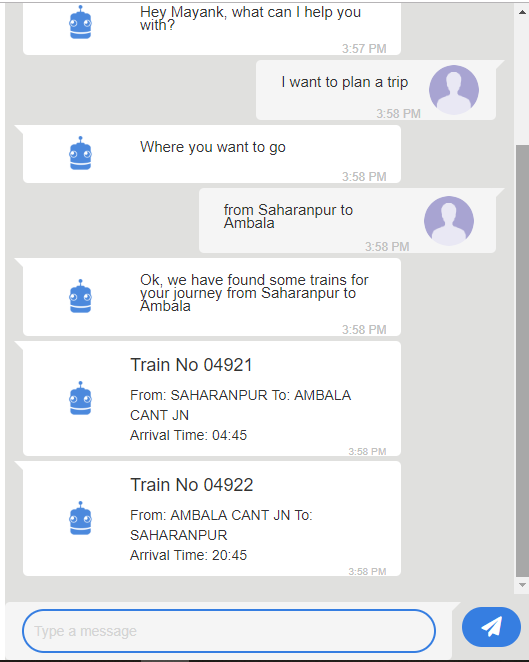 Hey Mayank, what can I help you
with?
3:57 PM
I want to plan a trip
3:58 PM
Where you want to go
3:58 PM
from Saharanpur to
Ambala
3:58 PM
Ok, we have found some trains for
your journey from Saharanpur to
Ambala
3:58 PM
Train No 04921
From: SAHARANPUR To: AMBALA
CANT JN
Arrival Time: 04:45
3:58 PM
Train No 04922
From: AMBALA CANT JN To:
SAHARANPUR
Arrival Time: 20:45
3:58 PM
Type a message